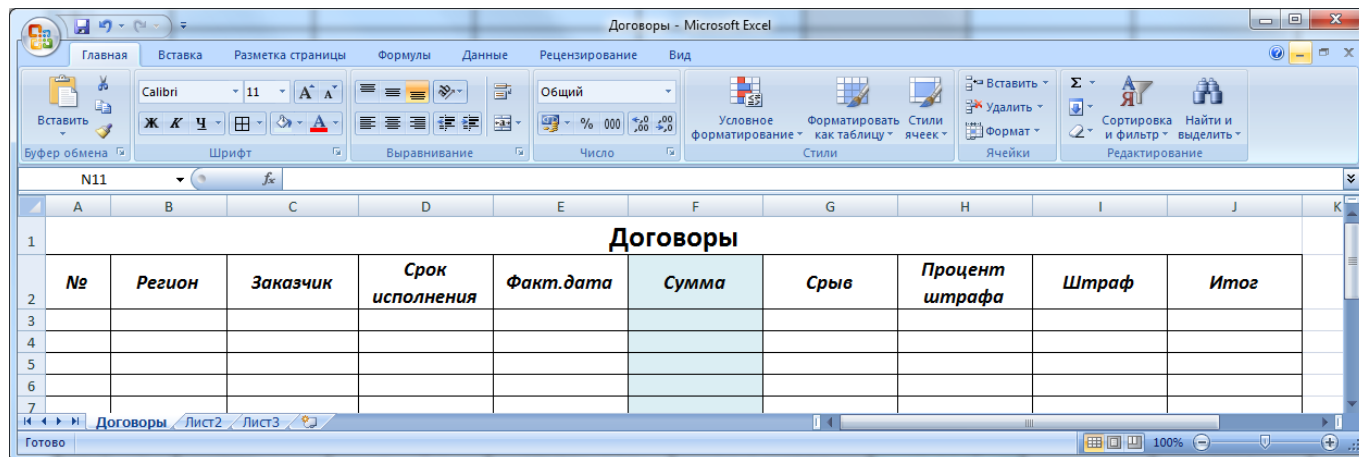 Договоры - Microsoft Excel
Главная Вставка Разметка страницы Формулы Данные Рецензирование Вид
Вставить
Буфер обмена
Calibri 11 A A
Ж К Ч А
Шрифт
Выравнивание
Общий
% 000 ,00 ,00
Число
Условное форматирование
Форматировать как таблицу
Стили ячеек
Стили
Вставить
Удалить
Формат
Ячейки
Σ
Сортировка и фильтр
Найти и выделить
Редактирование
N11 fx
A B C D E F G H I J K
1 Договоры
2 № Регион Заказчик Срок исполнения Факт.дата Сумма Срыв Процент штрафа Штраф Итог
3
4
5
6
7
Договоры Лист2 Лист3
Готово 100%